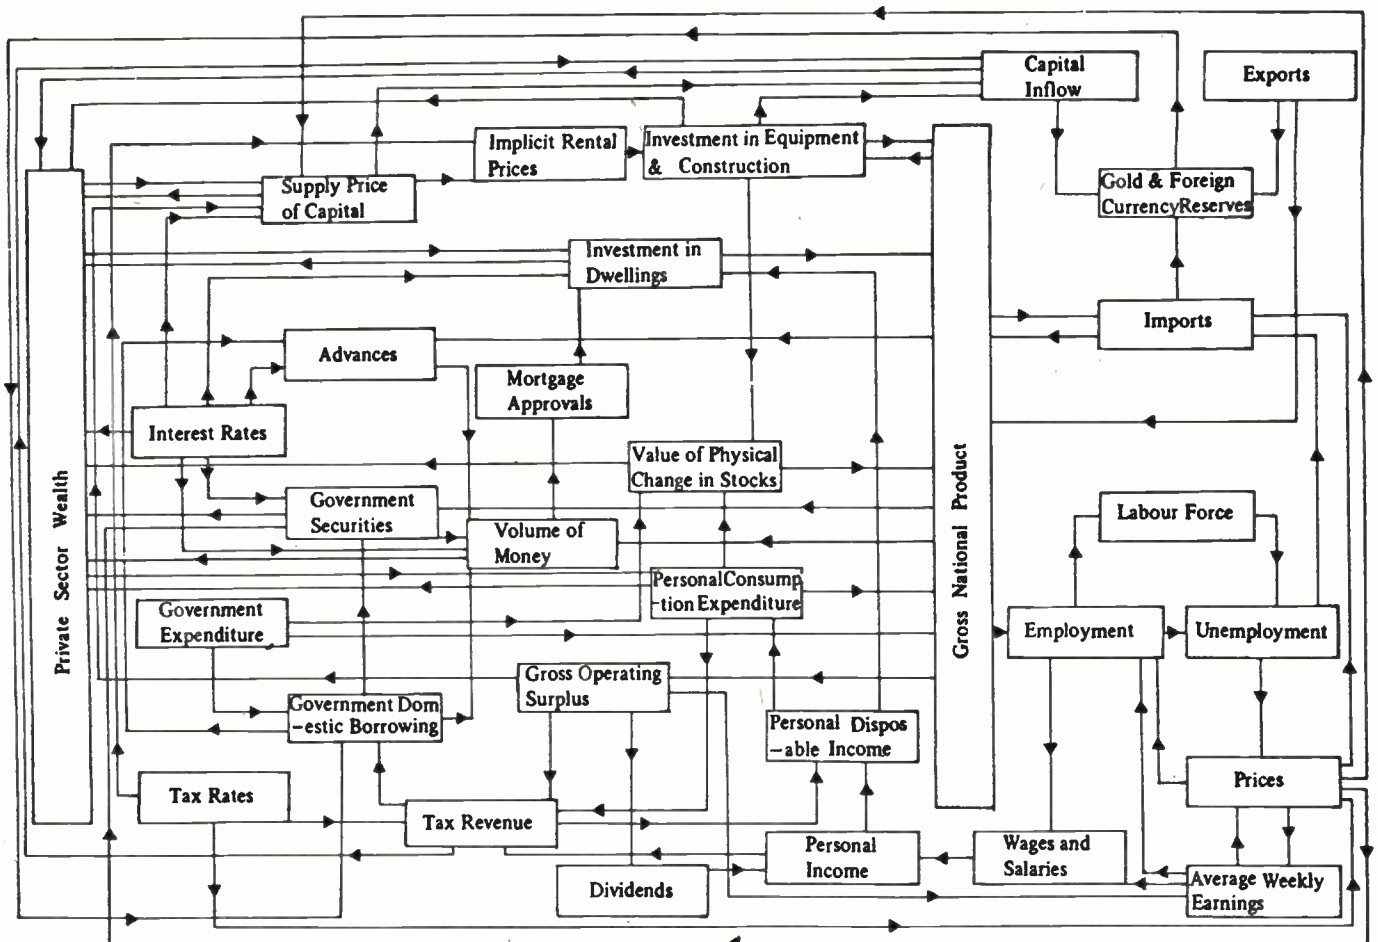 Capital
Inflow
Exports
Implicit Rental
Prices
Investment in Equipment
& Construction
Supply Price
of Capital
Gold & Foreign
CurrencyReserves
Investment in
Dwellings
Imports
Advances
Mortgage
Approvals
Interest Rates
Value of Physical
Change in Stocks
Private Sector Wealth
Gross National Product
Government
Securities
Labour Force
Volume of
Money
PersonalConsump
-tion Expenditure
Government
Expenditure
Employment
Unemployment
Gross Operating
Surplus
Government Dom
-estic Borrowing
Personal Dispos
-able Income
Prices
Tax Rates
Tax Revenue
Personal
Income
Wages and
Salaries
Dividends
Average Weekly
Earnings